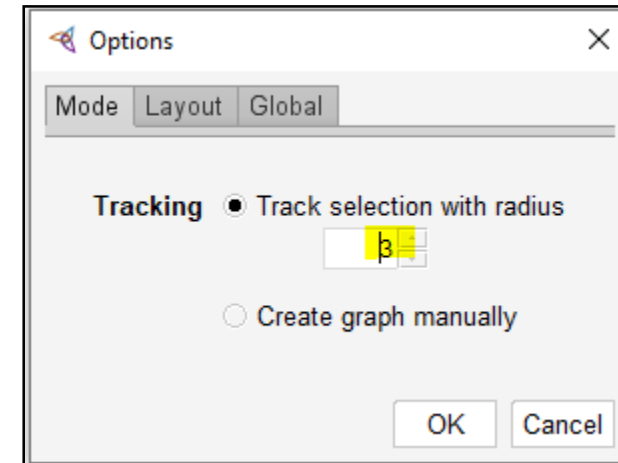 Options
Mode Layout Global
Tracking Track selection with radius
3
Create graph manually
OK Cancel